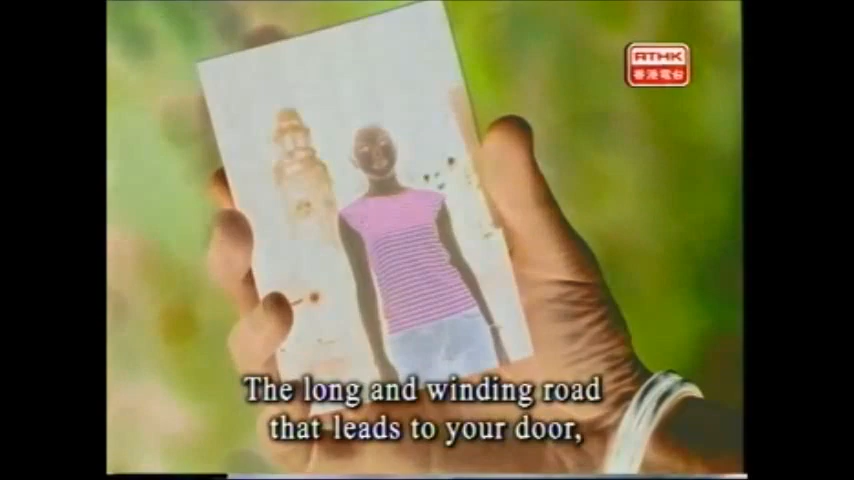 RTHK
香港電台
The long and winding road
that leads to your door,